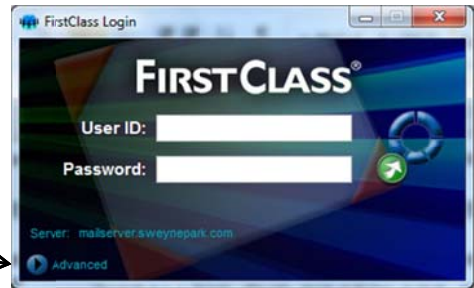 FirstClass Login
FIRSTCLASS®
User ID:
Password:
Server: mailserver.sweynepark.com
Advanced